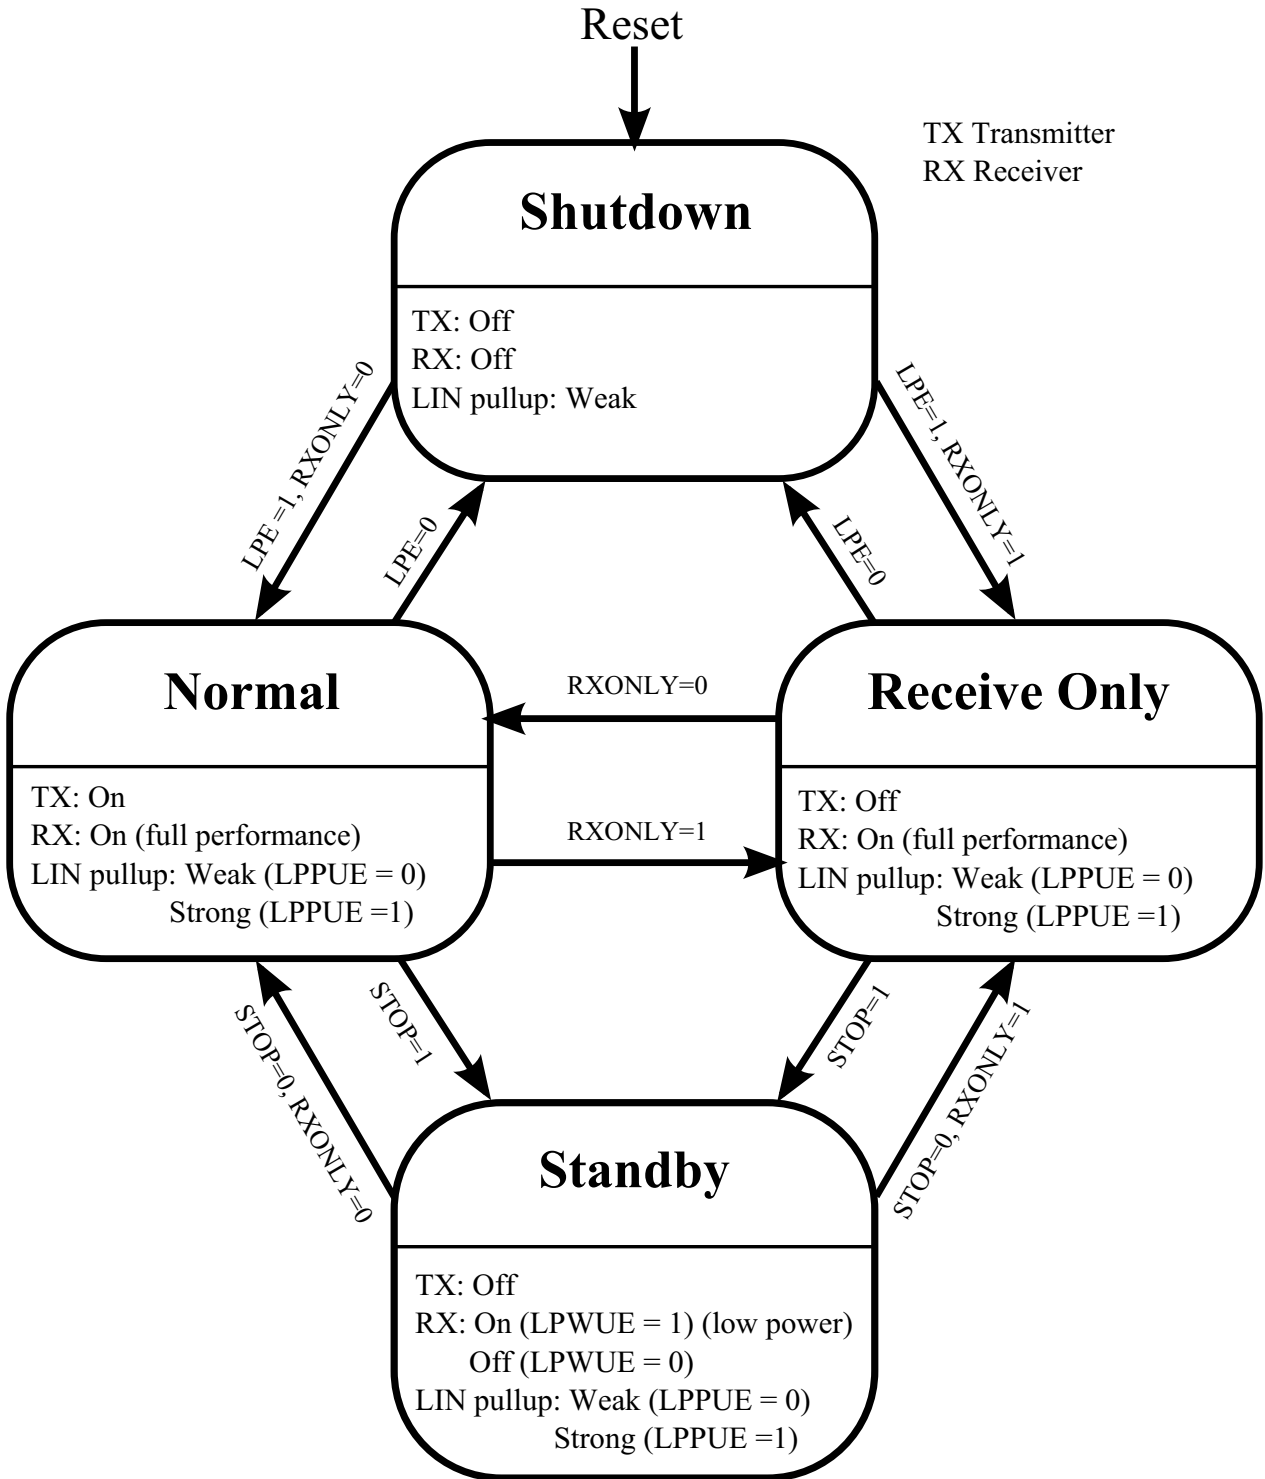 Reset
TX Transmitter
RX Receiver
Shutdown
TX: Off
RX: Off
LIN pullup: Weak
LPE =1, RXONLY=0
LPE=0
LPE=0
LPE=1, RXONLY=1
Normal
TX: On
RX: On (full performance)
LIN pullup: Weak (LPPUE = 0)
Strong (LPPUE =1)
RXONLY=0
RXONLY=1
Receive Only
TX: Off
RX: On (full performance)
LIN pullup: Weak (LPPUE = 0)
Strong (LPPUE =1)
STOP=0, RXONLY=0
STOP=1
STOP=1
STOP=0, RXONLY=1
Standby
TX: Off
RX: On (LPWUE = 1) (low power)
Off (LPWUE = 0)
LIN pullup: Weak (LPPUE = 0)
Strong (LPPUE =1)